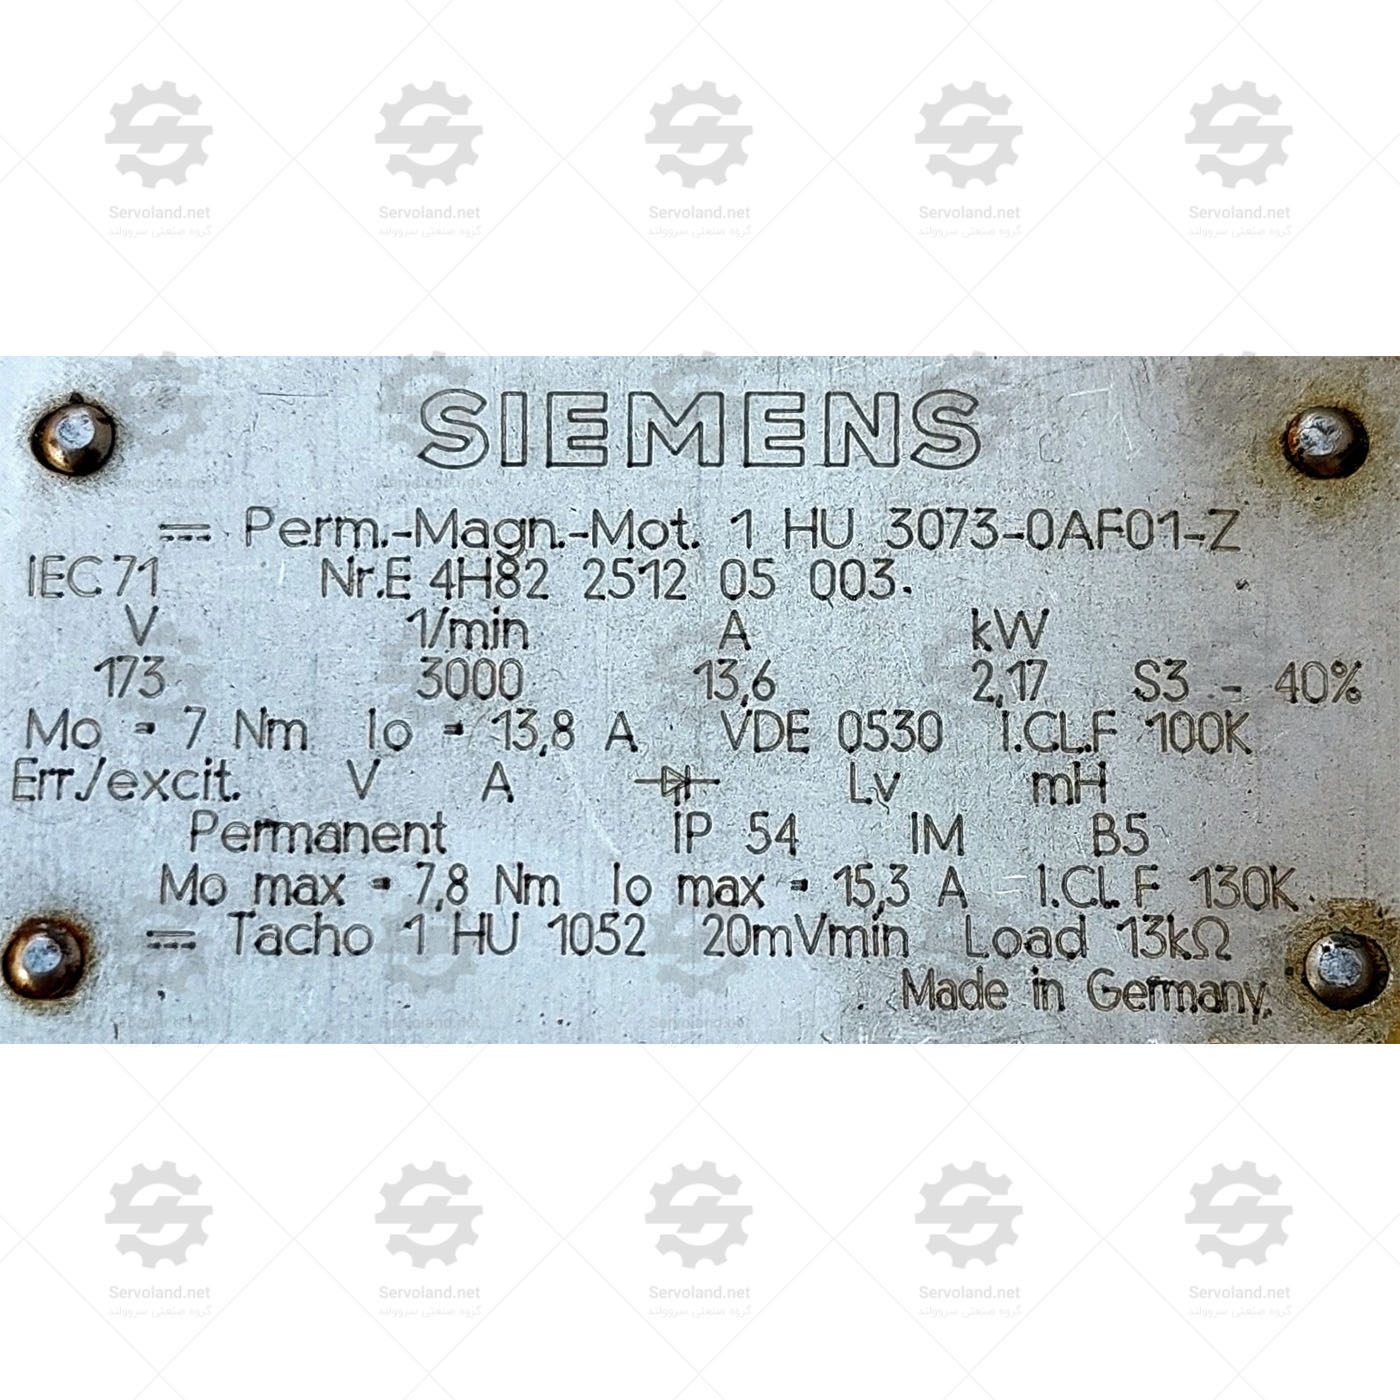 SIEMENS
Perm.-Magn.-Mot. 1 HU 3073-0AF01-Z
IEC 71 Nr.E 4H82 2512 05 003.
V 1/min A kW
173 3000 13,6 2,17 S3 - 40%
Mo = 7 Nm Io = 13,8 A VDE 0530 I.CL.F 100K
Err./excit. V A Lv mH
Permanent IP 54 IM B5
Mo max = 7,8 Nm Io max = 15,3 A I.Cl.F 130K.
Tacho 1 HU 1052 20mVmin Load 13kΩ
Made in Germany.
Servoland.net
گروه صنعتی سروولند